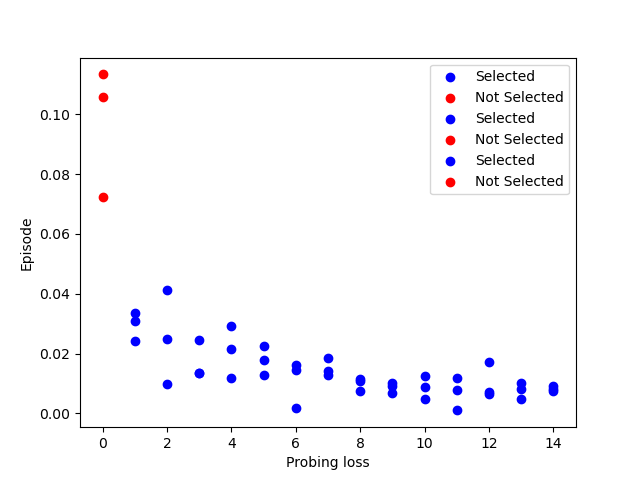 Selected
Not Selected
Selected
Not Selected
Selected
Not Selected
0.10
0.08
0.06
0.04
0.02
0.00
Episode
0 2 4 6 8 10 12 14
Probing loss